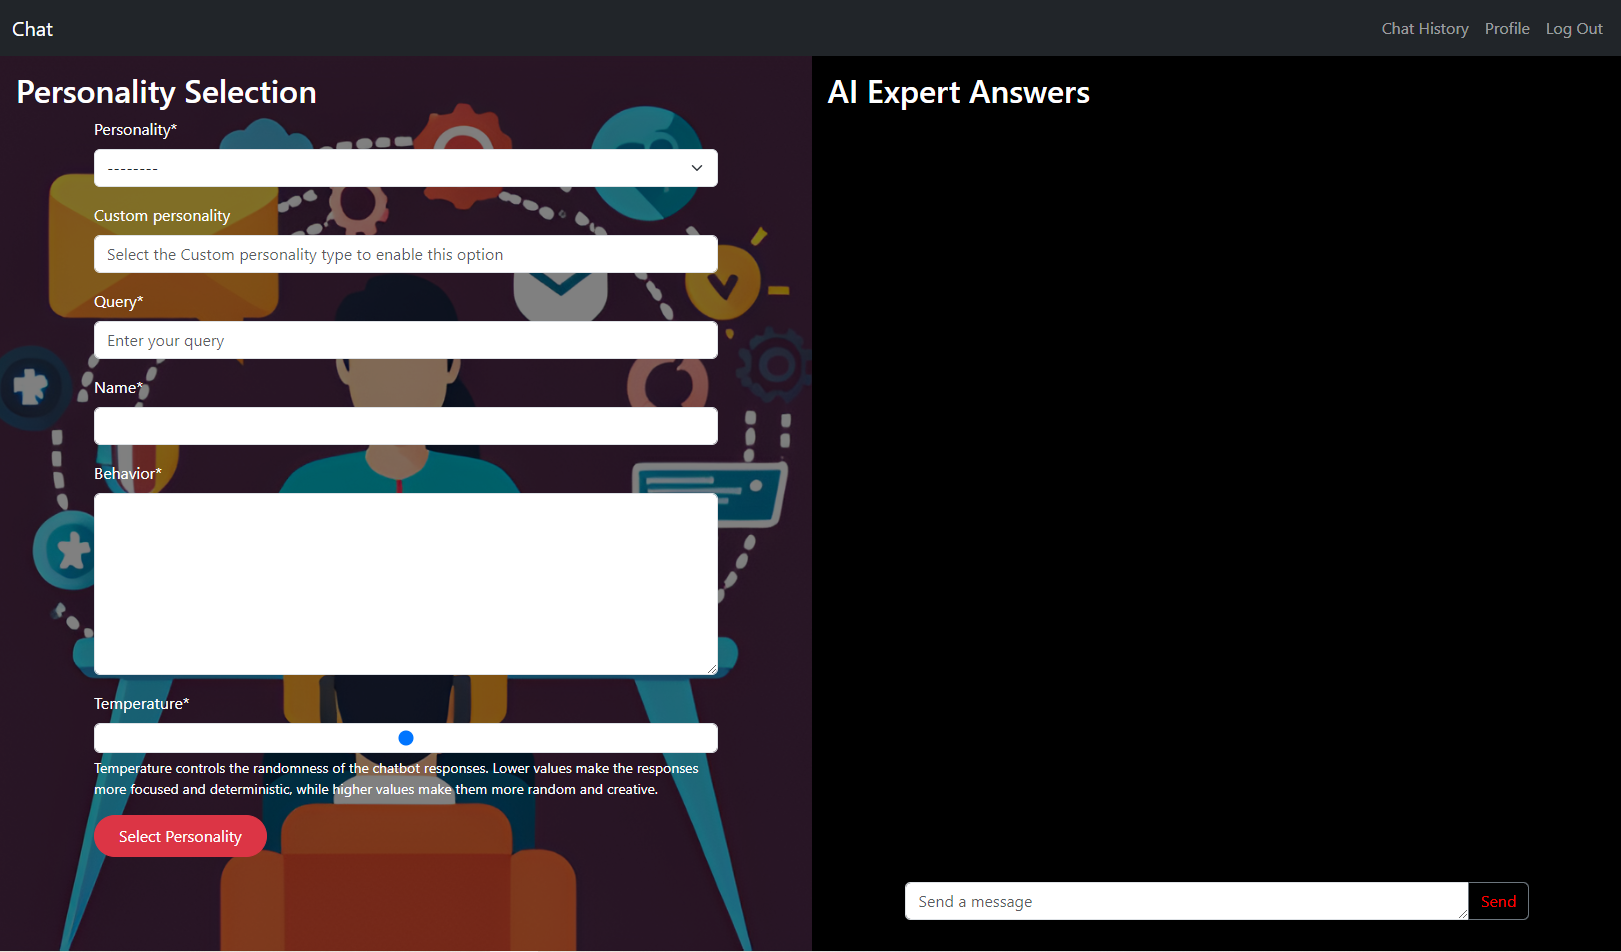 Chat
Chat History Profile Log Out
Personality Selection
Personality*
--------
Custom personality
Select the Custom personality type to enable this option
Query*
Enter your query
Name*
Behavior*
Temperature*
Temperature controls the randomness of the chatbot responses. Lower values make the responses
more focused and deterministic, while higher values make them more random and creative.
Select Personality
AI Expert Answers
Send a message
Send